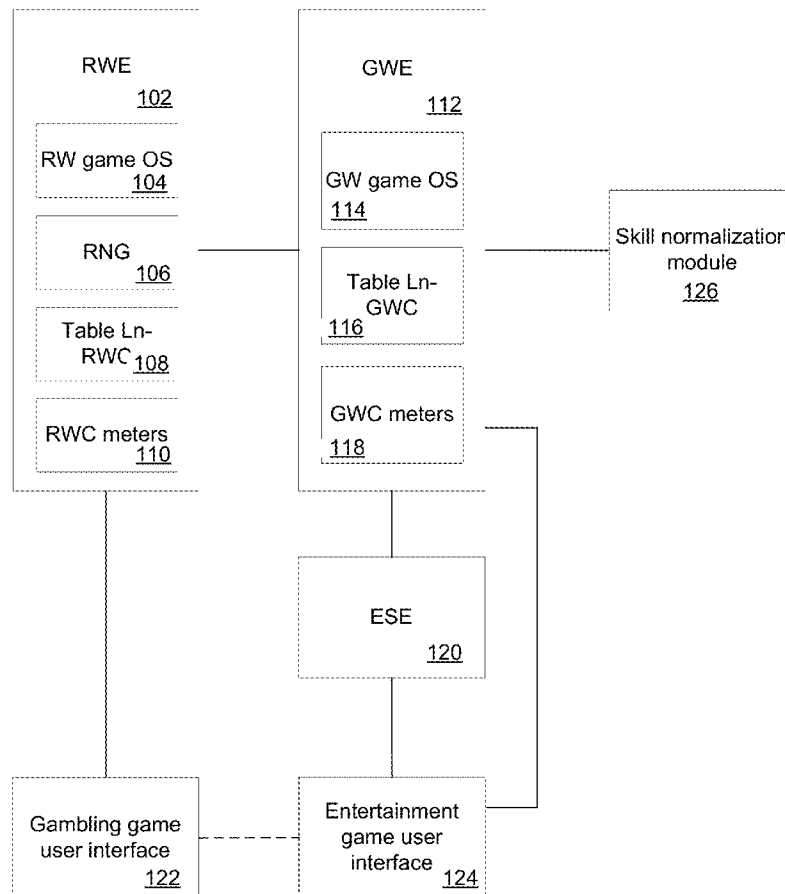 RWE
102
RW game OS
104
RNG
106
Table Ln-
RWC
108
RWC meters
110
GWE
112
GW game OS
114
Table Ln-
GWC
116
GWC meters
118
Skill normalization
module
126
ESE
120
Gambling game
user interface
122
Entertainment
game user
interface
124